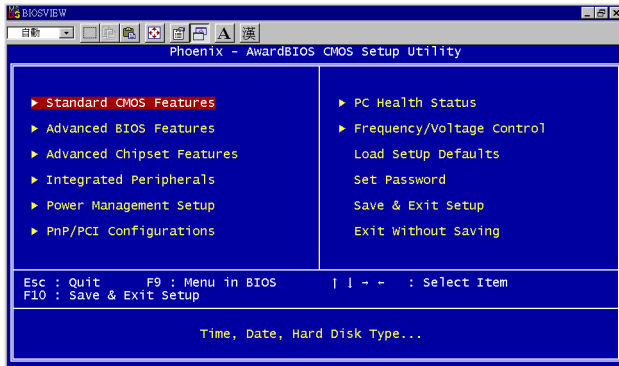 BIOSVIEW
自動 A 漢
Phoenix - AwardBIOS CMOS Setup Utility
▶ Standard CMOS Features
▶ Advanced BIOS Features
▶ Advanced Chipset Features
▶ Integrated Peripherals
▶ Power Management Setup
▶ PnP/PCI Configurations
▶ PC Health Status
▶ Frequency/Voltage Control
Load SetUp Defaults
Set Password
Save & Exit Setup
Exit Without Saving
Esc : Quit F9 : Menu in BIOS ↑ ↓ → ← : Select Item
F10 : Save & Exit Setup
Time, Date, Hard Disk Type...